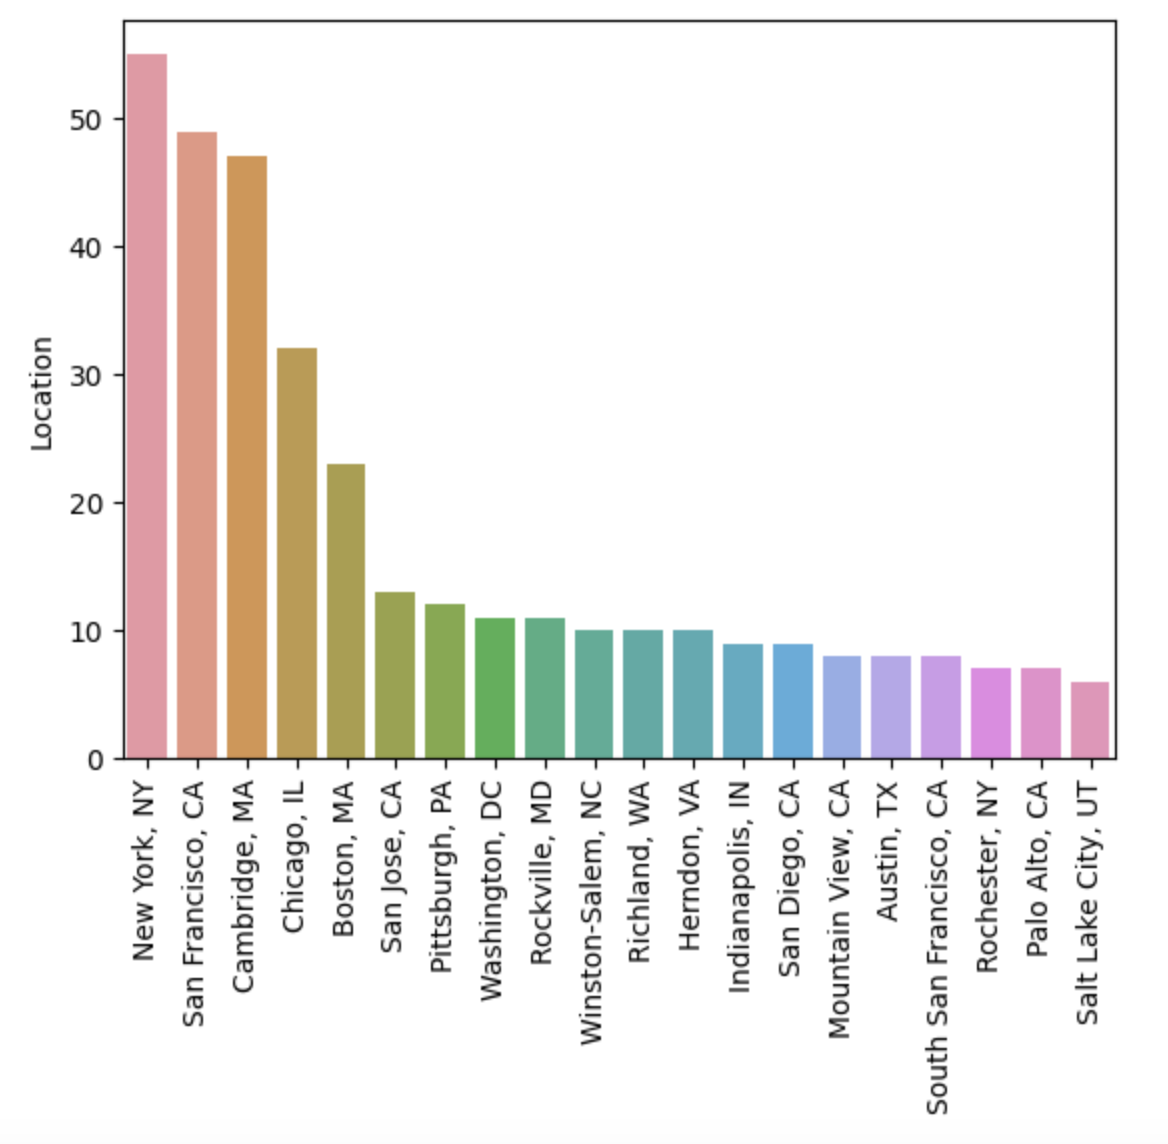 50
40
30
20
10
0
Location
New York, NY
San Francisco, CA
Cambridge, MA
Chicago, IL
Boston, MA
San Jose, CA
Pittsburgh, PA
Washington, DC
Rockville, MD
Winston-Salem, NC
Richland, WA
Herndon, VA
Indianapolis, IN
San Diego, CA
Mountain View, CA
Austin, TX
South San Francisco, CA
Rochester, NY
Palo Alto, CA
Salt Lake City, UT